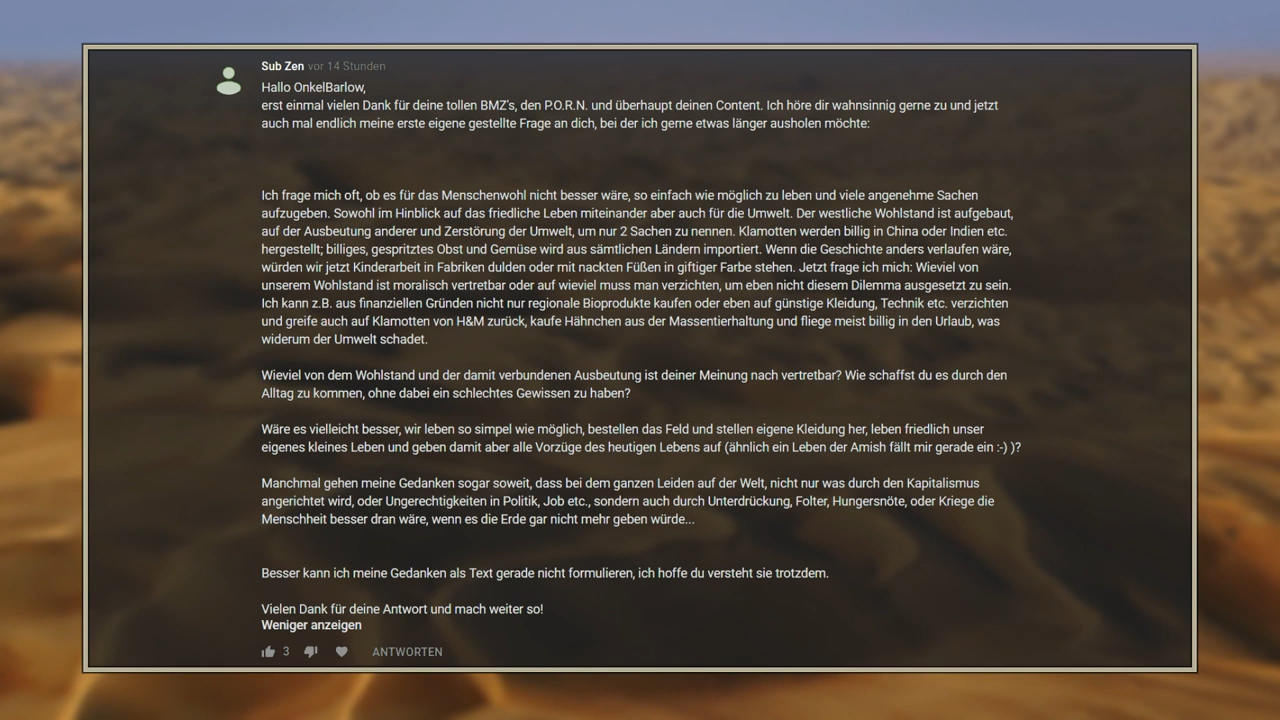 Sub Zen vor 14 Stunden
Hallo OnkelBarlow,
erst einmal vielen Dank für deine tollen BMZ's, den P.O.R.N. und überhaupt deinen Content. Ich höre dir wahnsinnig gerne zu und jetzt
auch mal endlich meine erste eigene gestellte Frage an dich, bei der ich gerne etwas länger ausholen möchte:
Ich frage mich oft, ob es für das Menschenwohl nicht besser wäre, so einfach wie möglich zu leben und viele angenehme Sachen
aufzugeben. Sowohl im Hinblick auf das friedliche Leben miteinander aber auch für die Umwelt. Der westliche Wohlstand ist aufgebaut,
auf der Ausbeutung anderer und Zerstörung der Umwelt, um nur 2 Sachen zu nennen. Klamotten werden billig in China oder Indien etc.
hergestellt; billiges, gespritztes Obst und Gemüse wird aus sämtlichen Ländern importiert. Wenn die Geschichte anders verlaufen wäre,
würden wir jetzt Kinderarbeit in Fabriken dulden oder mit nackten Füßen in giftiger Farbe stehen. Jetzt frage ich mich: Wieviel von
unserem Wohlstand ist moralisch vertretbar oder auf wieviel muss man verzichten, um eben nicht diesem Dilemma ausgesetzt zu sein.
Ich kann z.B. aus finanziellen Gründen nicht nur regionale Bioprodukte kaufen oder eben auf günstige Kleidung, Technik etc. verzichten
und greife auch auf Klamotten von H&M zurück, kaufe Hähnchen aus der Massentierhaltung und fliege meist billig in den Urlaub, was
widerum der Umwelt schadet.
Wieviel von dem Wohlstand und der damit verbundenen Ausbeutung ist deiner Meinung nach vertretbar? Wie schaffst du es durch den
Alltag zu kommen, ohne dabei ein schlechtes Gewissen zu haben?
Wäre es vielleicht besser, wir leben so simpel wie möglich, bestellen das Feld und stellen eigene Kleidung her, leben friedlich unser
eigenes kleines Leben und geben damit aber alle Vorzüge des heutigen Lebens auf (ähnlich ein Leben der Amish fällt mir gerade ein :-) )?
Manchmal gehen meine Gedanken sogar soweit, dass bei dem ganzen Leiden auf der Welt, nicht nur was durch den Kapitalismus
angerichtet wird, oder Ungerechtigkeiten in Politik, Job etc., sondern auch durch Unterdrückung, Folter, Hungersnöte, oder Kriege die
Menschheit besser dran wäre, wenn es die Erde gar nicht mehr geben würde...
Besser kann ich meine Gedanken als Text gerade nicht formulieren, ich hoffe du versteht sie trotzdem.
Vielen Dank für deine Antwort und mach weiter so!
Weniger anzeigen
3 ANTWORTEN